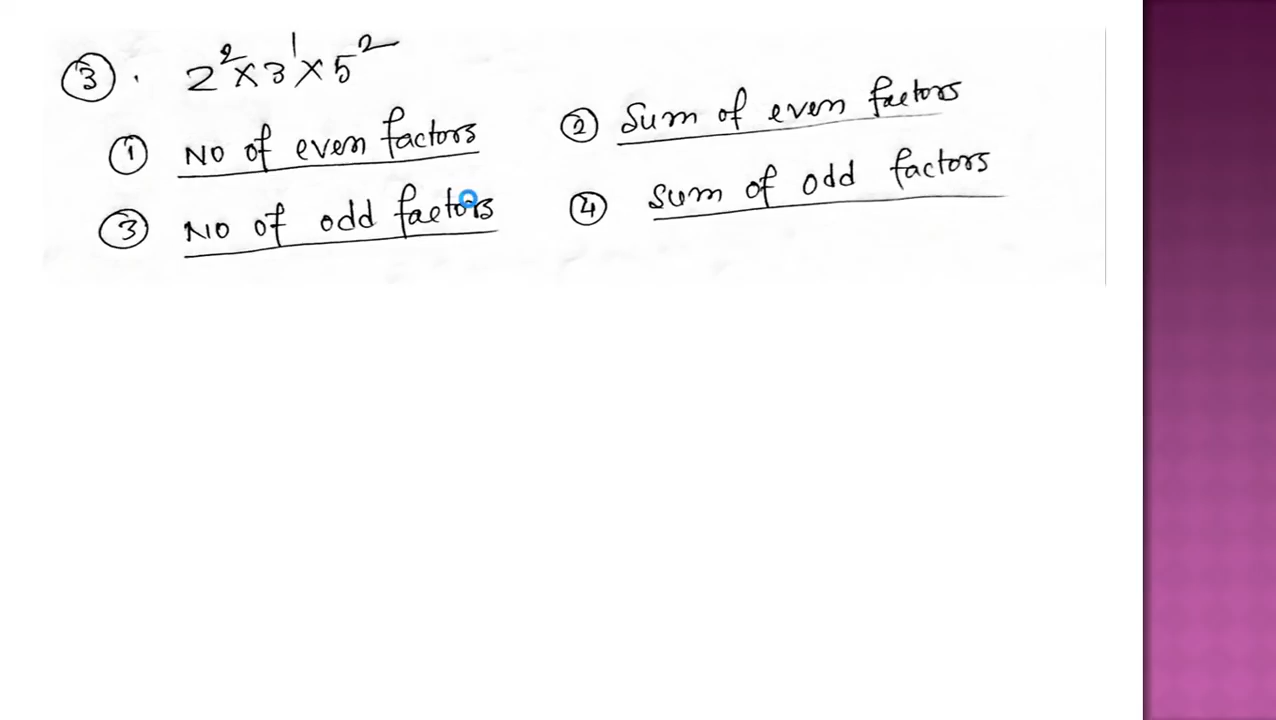 ③. 2²×3¹×5²
① NO of even factors ② Sum of even factors
③ NO of odd factors ④ Sum of odd factors